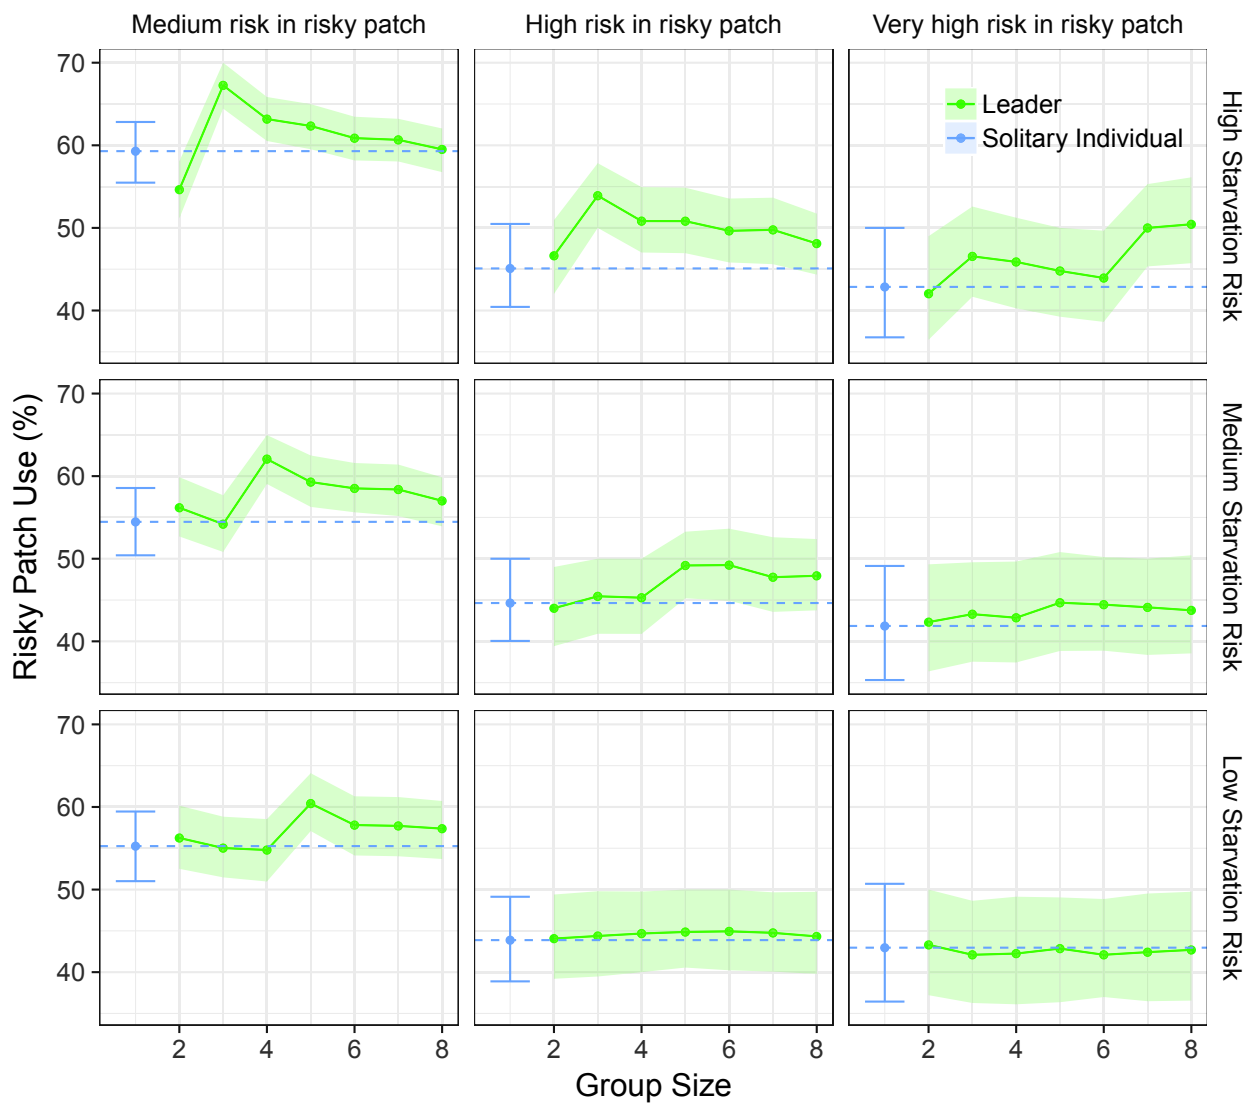 Medium risk in risky patch
High risk in risky patch
Very high risk in risky patch
Risky Patch Use (%)
70
60
50
40
Leader
Solitary Individual
High Starvation Risk
70
60
50
40
Medium Starvation Risk
70
60
50
40
Low Starvation Risk
2 4 6 8
2 4 6 8
2 4 6 8
Group Size